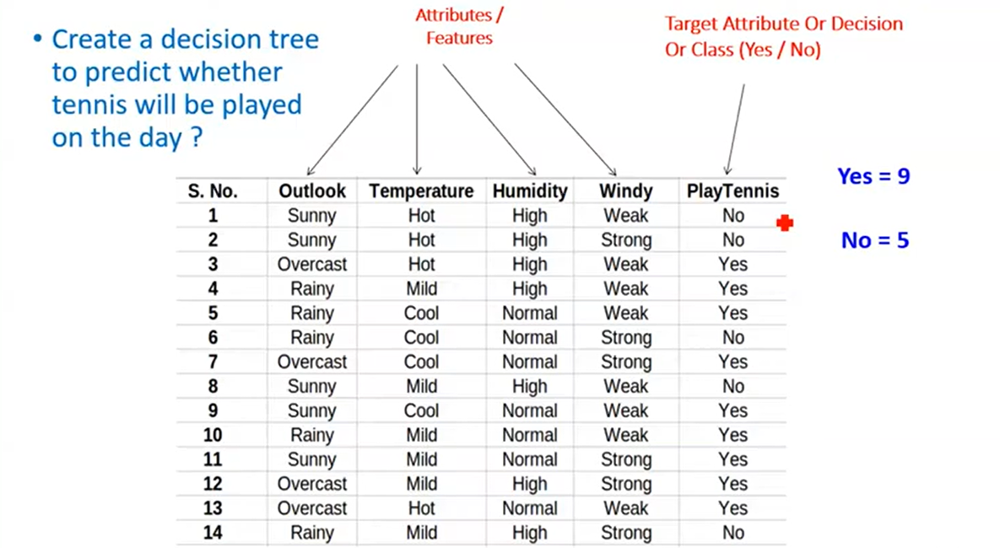 • Create a decision tree
to predict whether
tennis will be played
on the day ?
Attributes /
Features
Target Attribute Or Decision
Or Class (Yes / No)
S. No. Outlook Temperature Humidity Windy PlayTennis
1 Sunny Hot High Weak No
2 Sunny Hot High Strong No
3 Overcast Hot High Weak Yes
4 Rainy Mild High Weak Yes
5 Rainy Cool Normal Weak Yes
6 Rainy Cool Normal Strong No
7 Overcast Cool Normal Strong Yes
8 Sunny Mild High Weak No
9 Sunny Cool Normal Weak Yes
10 Rainy Mild Normal Weak Yes
11 Sunny Mild Normal Strong Yes
12 Overcast Mild High Strong Yes
13 Overcast Hot Normal Weak Yes
14 Rainy Mild High Strong No
Yes = 9
No = 5